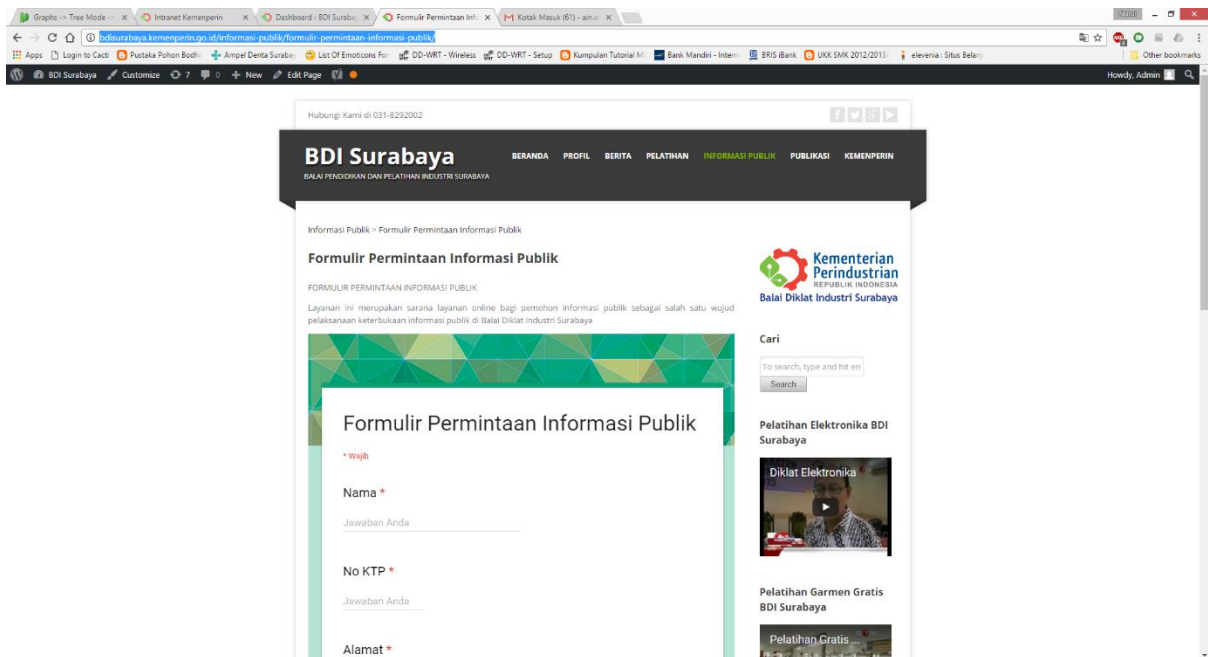 Graphs -> Tree Mode -
Intranet Kemenperin
Dashboard ‹ BDI Surabay
Formulir Permintaan Info
Kotak Masuk (61) - ain.a
bdisurabaya.kemenperin.go.id/informasi-publik/formulir-permintaan-informasi-publik/
Apps Login to Cacti Pustaka Pohon Bodhi Ampel Denta Surabay List Of Emoticons For DD-WRT - Wireless DD-WRT - Setup Kumpulan Tutorial M Bank Mandiri - Intern BRIS iBank UKK SMK 2012/2013 elevenia : Situs Belanj Other bookmarks
BDI Surabaya Customize 7 0 New Edit Page Howdy, Admin
Hubungi Kami di 031-8292002
BDI Surabaya
BALAI PENDIDIKAN DAN PELATIHAN INDUSTRI SURABAYA
BERANDA PROFIL BERITA PELATIHAN INFORMASI PUBLIK PUBLIKASI KEMENPERIN
Informasi Publik > Formulir Permintaan Informasi Publik
Formulir Permintaan Informasi Publik
FORMULIR PERMINTAAN INFORMASI PUBLIK
Layanan ini merupakan sarana layanan online bagi pemohon informasi publik sebagai salah satu wujud
pelaksanaan keterbukaan informasi publik di Balai Diklat Industri Surabaya
Formulir Permintaan Informasi Publik
* Wajib
Nama *
Jawaban Anda
No KTP *
Jawaban Anda
Alamat *
Kementerian
Perindustrian
REPUBLIK INDONESIA
Balai Diklat Industri Surabaya
Cari
To search, type and hit en
Search
Pelatihan Elektronika BDI
Surabaya
Diklat Elektronika
Pelatihan Garmen Gratis
BDI Surabaya
Pelatihan Gratis ...